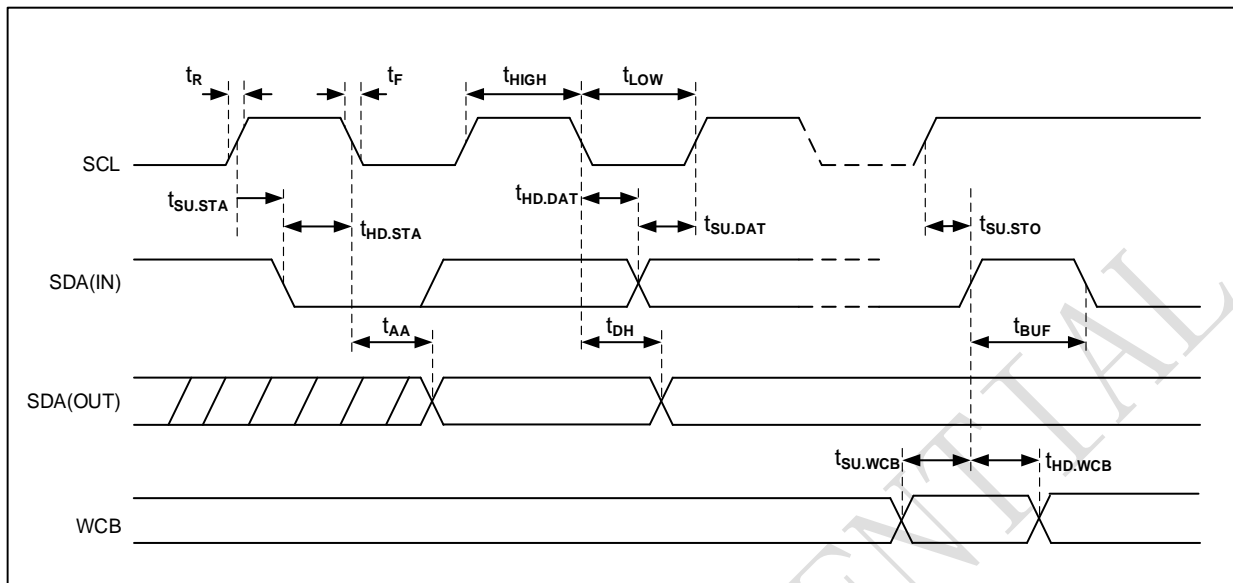 tR
tF
tHIGH
tLOW
SCL
tSU.STA
tHD.STA
tHD.DAT
tSU.DAT
tSU.STO
SDA(IN)
tAA
tDH
tBUF
SDA(OUT)
tSU.WCB
tHD.WCB
WCB